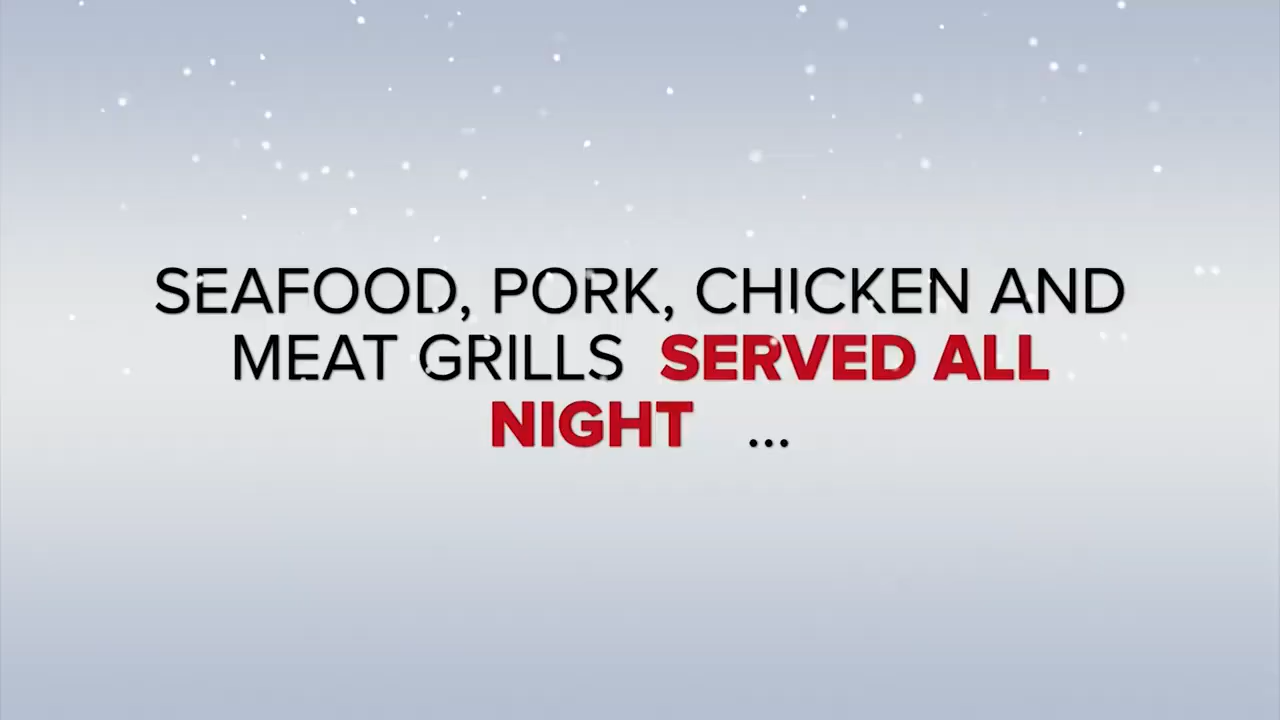 SEAFOOD, PORK, CHICKEN AND
MEAT GRILLS SERVED ALL
NIGHT ...